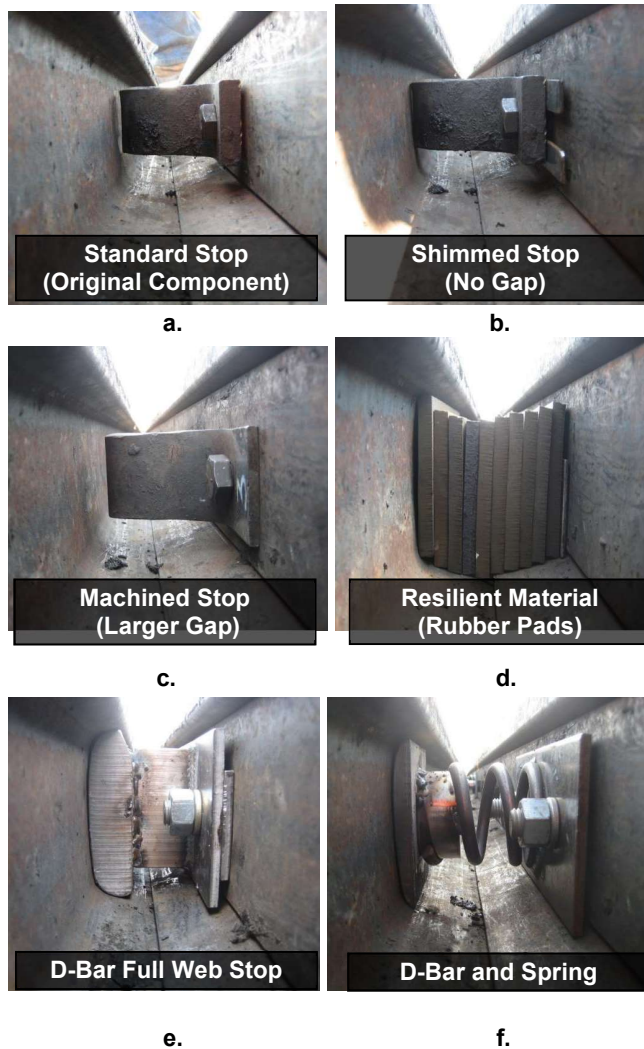 Standard Stop
(Original Component)
Shimmed Stop
(No Gap)
a.
b.
Machined Stop
(Larger Gap)
Resilient Material
(Rubber Pads)
c.
d.
D-Bar Full Web Stop
D-Bar and Spring
e.
f.